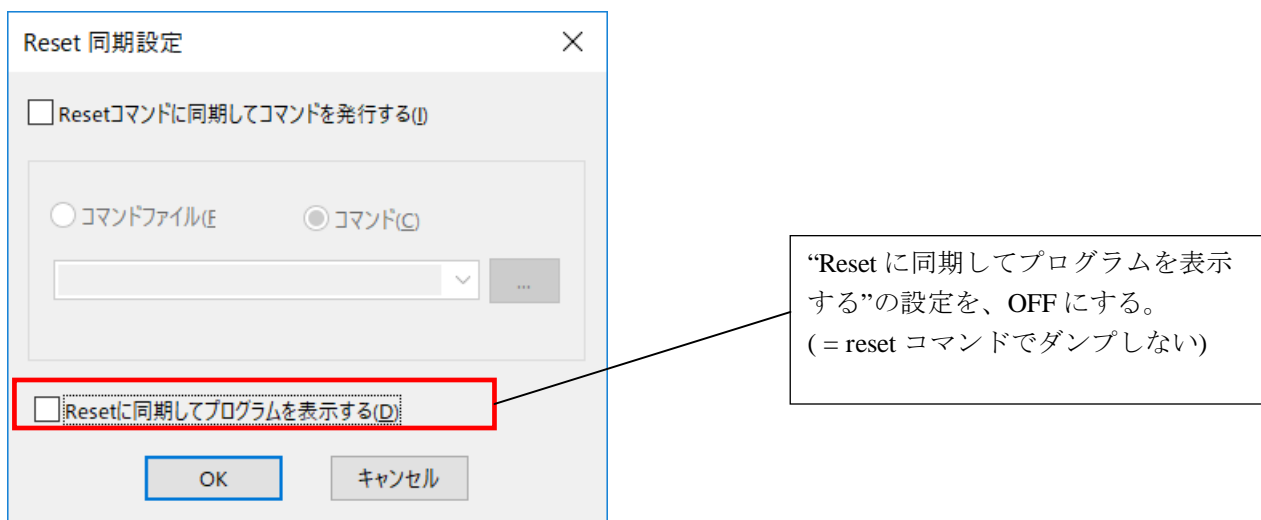 Reset 同期設定
Resetコマンドに同期してコマンドを発行する(I)
コマンドファイル(F
コマンド(C)
...
“Reset に同期してプログラムを表示
する”の設定を、OFF にする。
( = reset コマンドでダンプしない)
Resetに同期してプログラムを表示する(D)
OK
キャンセル